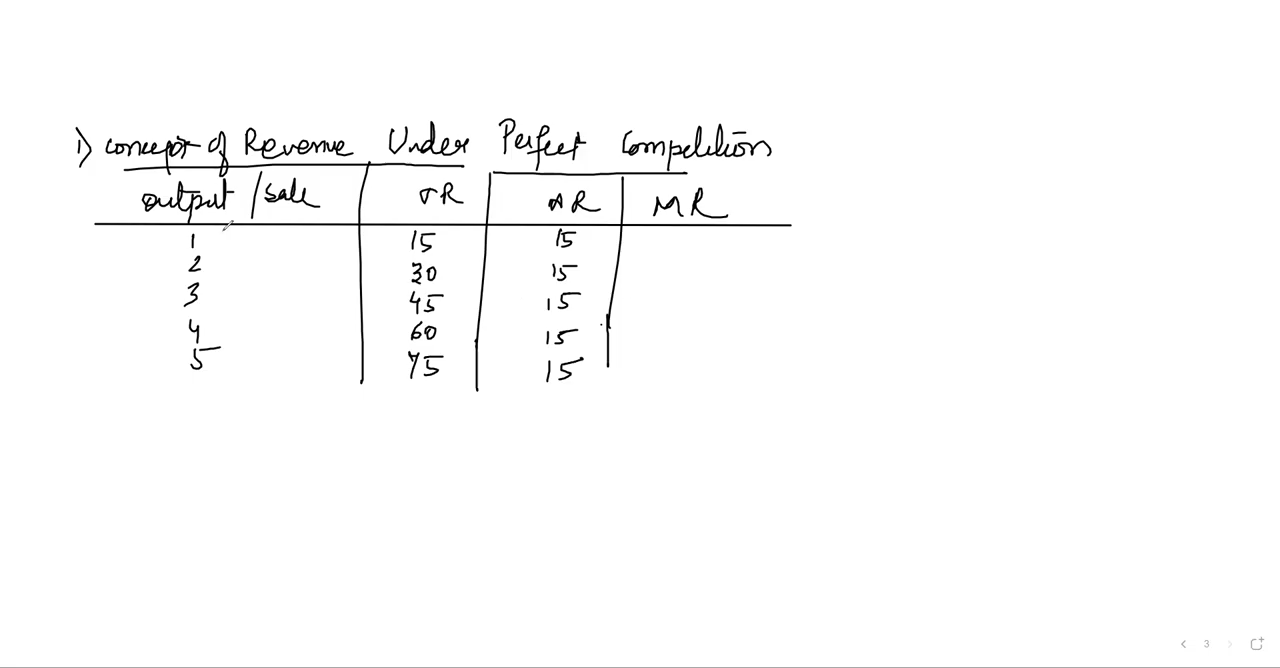 1) Concept of Revenue Under Perfect Competition
Output / Sale TR AR MR
1 15 15
2 30 15
3 45 15
4 60 15
5 75 15
3